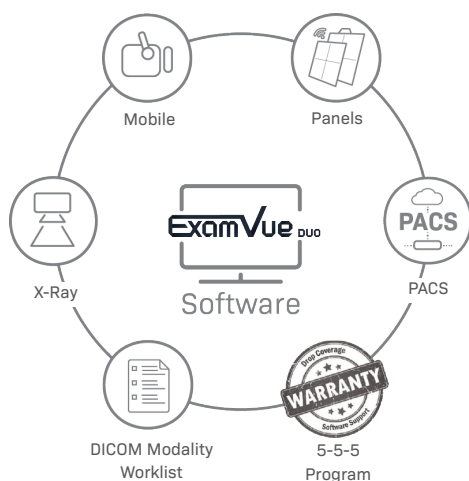 Mobile
Panels
ExamVue DUO
Software
X-Ray
PACS
PACS
DICOM Modality
Worklist
Drop Coverage
WARRANTY
Software Support
5-5-5
Program